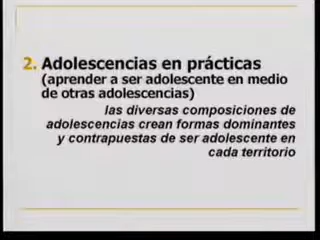 2. Adolescencias en prácticas
(aprender a ser adolescente en medio
de otras adolescencias)
las diversas composiciones de
adolescencias crean formas dominantes
y contrapuestas de ser adolescente en
cada territorio